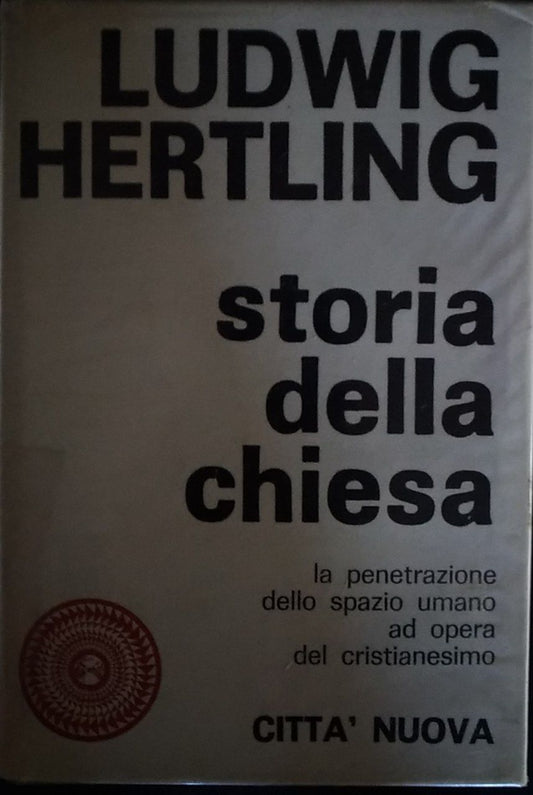 LUDWIG
HERTLING
storia
della
chiesa
la penetrazione
dello spazio umano
ad opera
del cristianesimo
CITTA' NUOVA